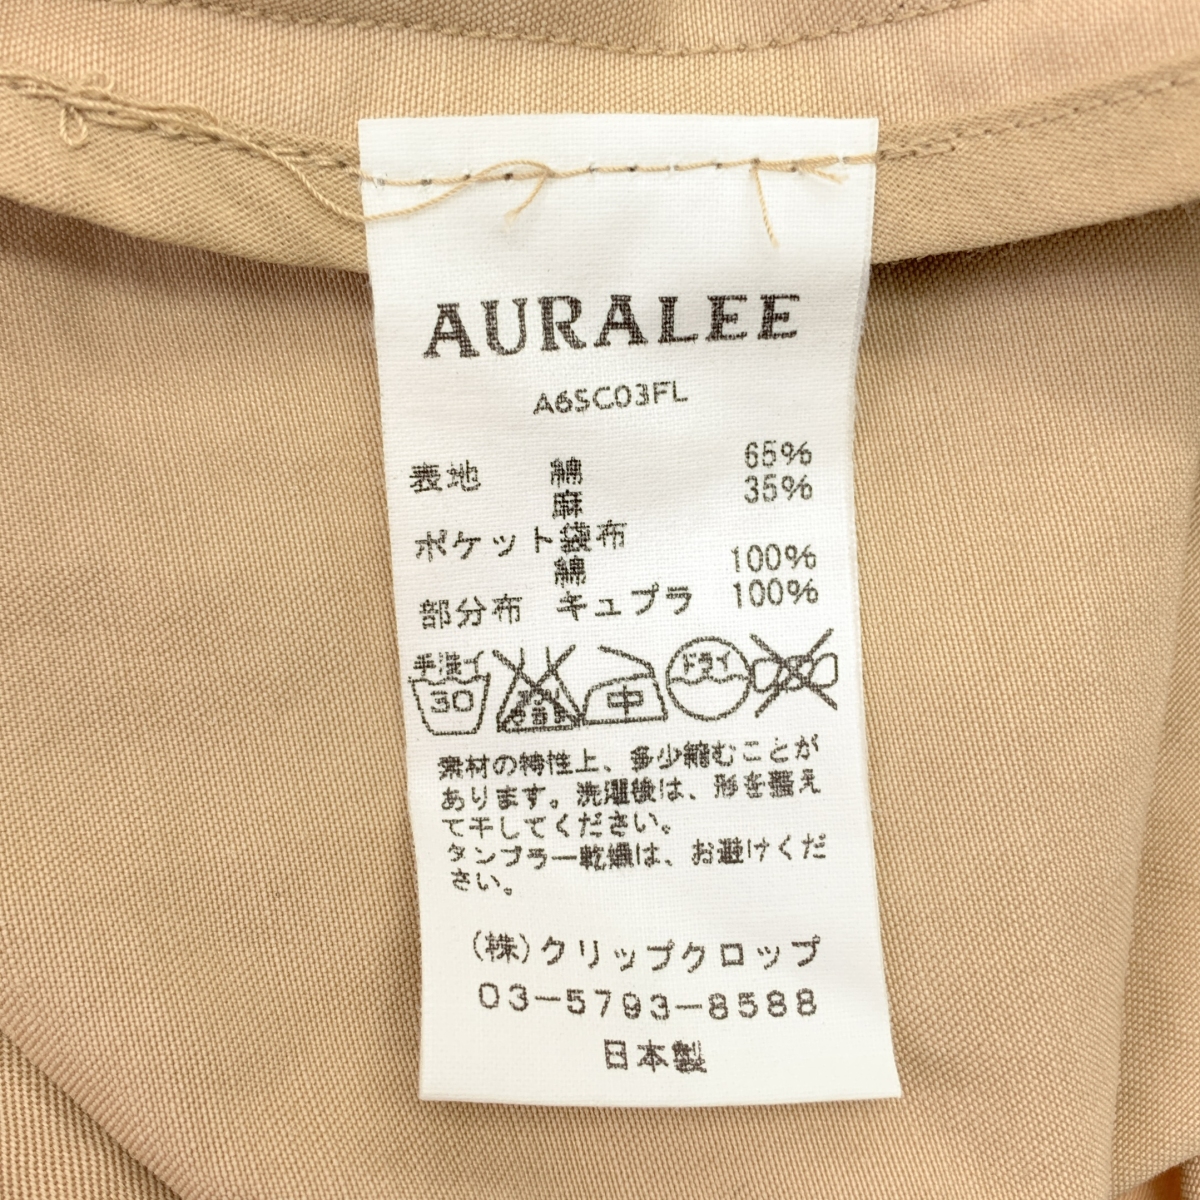 AURALEE
A6SC03FL
表地 綿 65%
麻 35%
ポケット袋布
綿 100%
部分布 キュプラ 100%
手洗イ 30 中 ドライ
素材の特性上、多少縮むことが
あります。洗濯後は、形を整え
て干してください。
タンブラー乾燥は、お避けくだ
さい。
(株)クリップクロップ
03-5793-8588
日本製